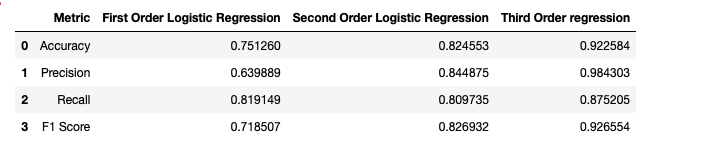 Metric First Order Logistic Regression Second Order Logistic Regression Third Order regression
0 Accuracy 0.751260 0.824553 0.922584
1 Precision 0.639889 0.844875 0.984303
2 Recall 0.819149 0.809735 0.875205
3 F1 Score 0.718507 0.826932 0.926554